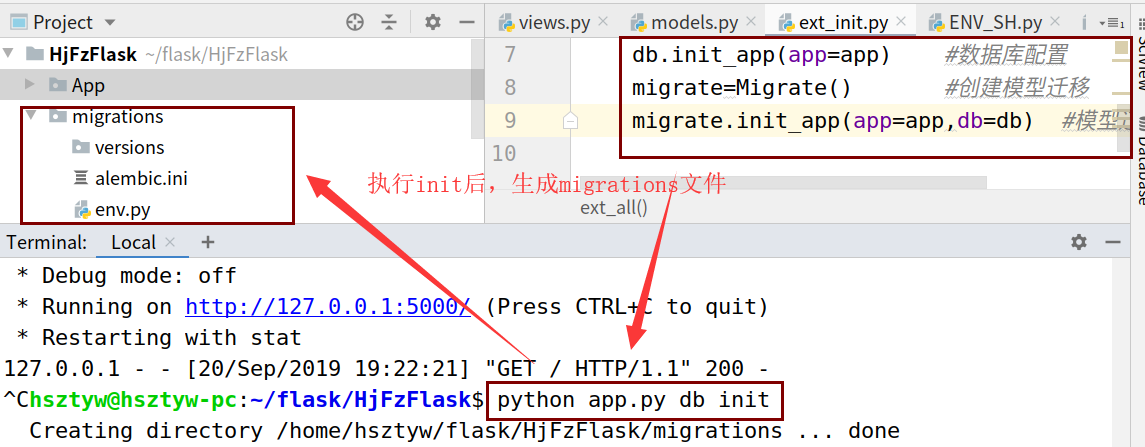 Project
views.py
models.py
ext_init.py
ENV_SH.py
HjFzFlask ~/flask/HjFzFlask
App
migrations
versions
alembic.ini
env.py
7 db.init_app(app=app) #数据库配置
8 migrate=Migrate() #创建模型迁移
9 migrate.init_app(app=app,db=db) #模型
10
执行init后，生成migrations文件
ext_all()
SciView
Database
Terminal: Local × +
* Debug mode: off
* Running on http://127.0.0.1:5000/ (Press CTRL+C to quit)
* Restarting with stat
127.0.0.1 - - [20/Sep/2019 19:22:21] "GET / HTTP/1.1" 200 -
^Chsztyw@hsztyw-pc:~/flask/HjFzFlask$ python app.py db init
Creating directory /home/hsztyw/flask/HjFzFlask/migrations ... done